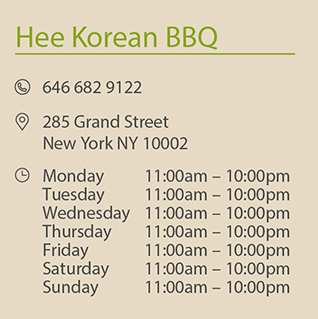 Hee Korean BBQ
646 682 9122
285 Grand Street
New York NY 10002
Monday 11:00am – 10:00pm
Tuesday 11:00am – 10:00pm
Wednesday 11:00am – 10:00pm
Thursday 11:00am – 10:00pm
Friday 11:00am – 10:00pm
Saturday 11:00am – 10:00pm
Sunday 11:00am – 10:00pm